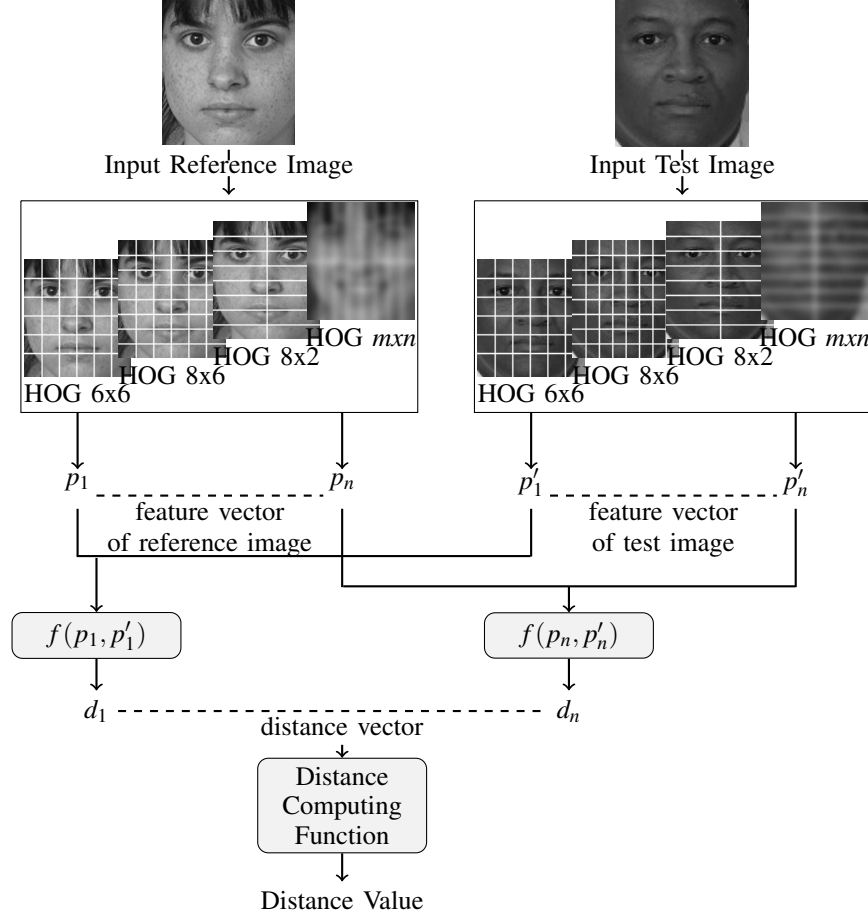 Input Reference Image
Input Test Image
HOG 6x6
HOG 8x6
HOG 8x2
HOG mxn
HOG 6x6
HOG 8x6
HOG 8x2
HOG mxn
p₁
pₙ
p′₁
p′ₙ
feature vector
of reference image
feature vector
of test image
f(p₁, p′₁)
f(pₙ, p′ₙ)
d₁
dₙ
distance vector
Distance
Computing
Function
Distance Value